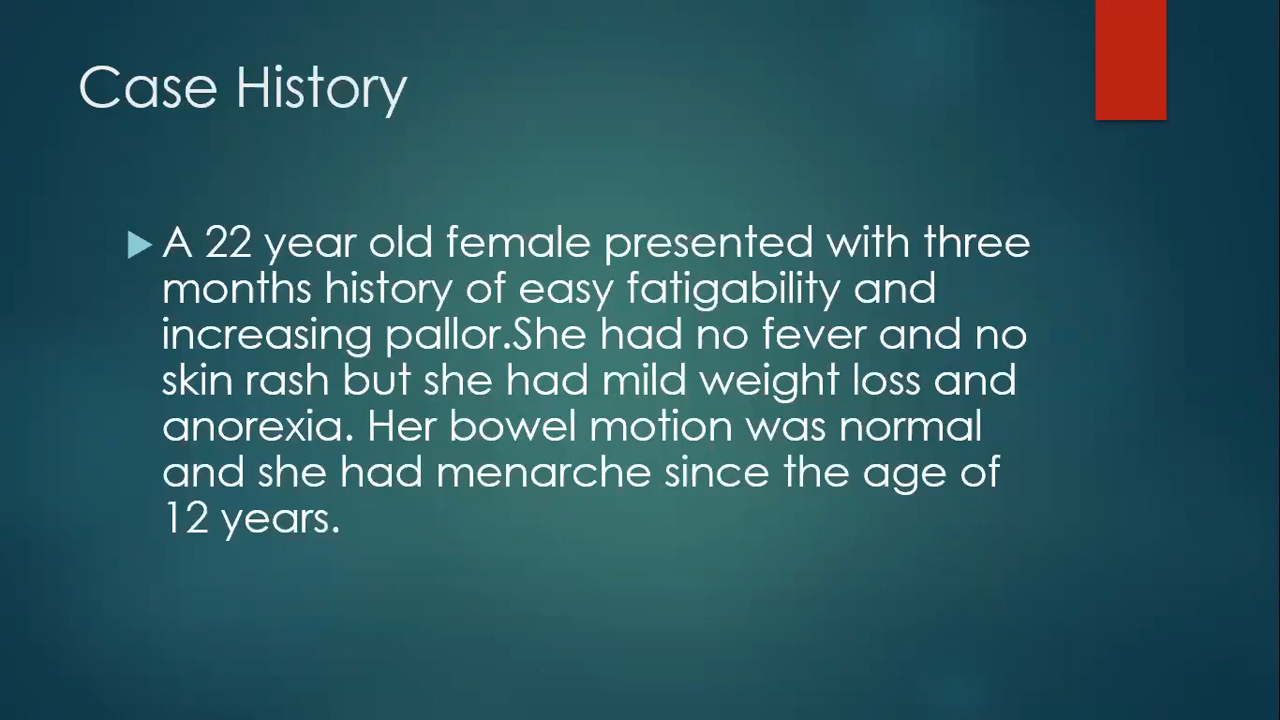 Case History
A 22 year old female presented with three
months history of easy fatigability and
increasing pallor.She had no fever and no
skin rash but she had mild weight loss and
anorexia. Her bowel motion was normal
and she had menarche since the age of
12 years.